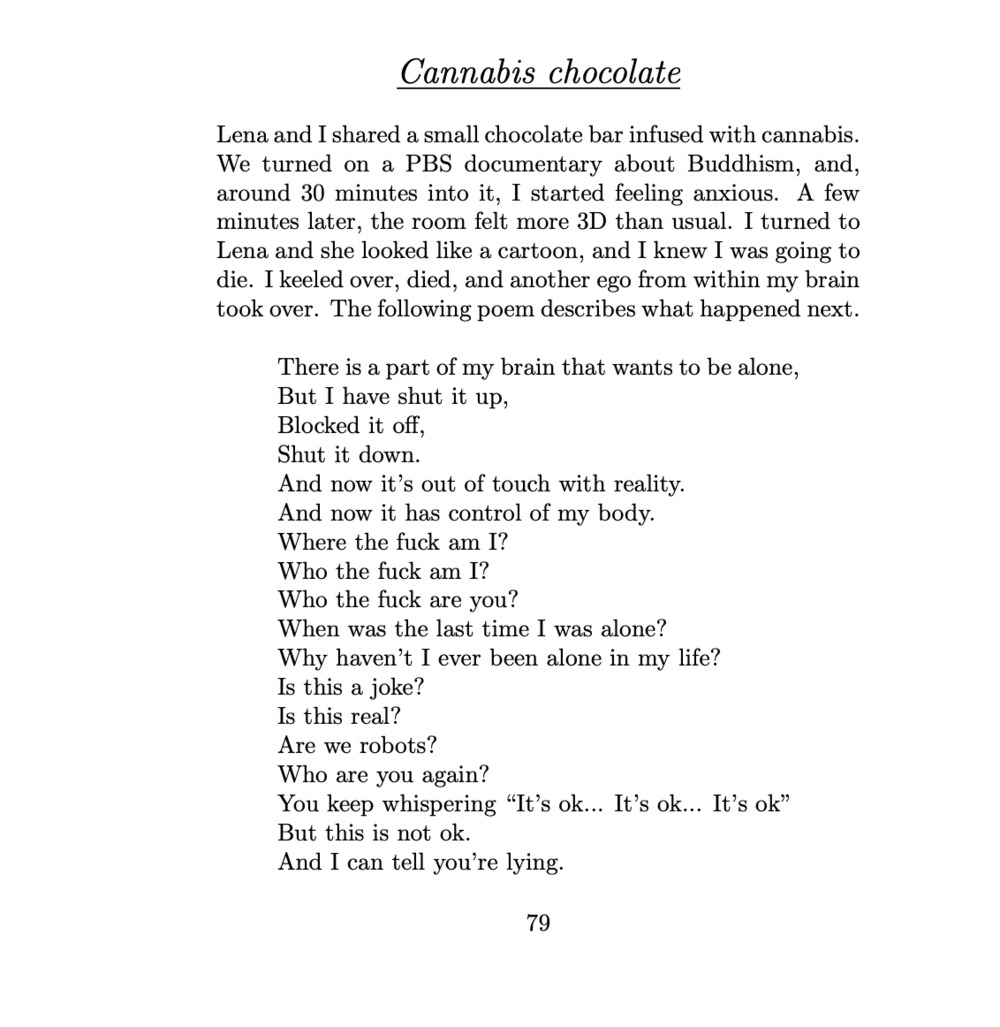 Cannabis chocolate
Lena and I shared a small chocolate bar infused with cannabis.
We turned on a PBS documentary about Buddhism, and,
around 30 minutes into it, I started feeling anxious. A few
minutes later, the room felt more 3D than usual. I turned to
Lena and she looked like a cartoon, and I knew I was going to
die. I keeled over, died, and another ego from within my brain
took over. The following poem describes what happened next.
There is a part of my brain that wants to be alone,
But I have shut it up,
Blocked it off,
Shut it down.
And now it’s out of touch with reality.
And now it has control of my body.
Where the fuck am I?
Who the fuck am I?
Who the fuck are you?
When was the last time I was alone?
Why haven’t I ever been alone in my life?
Is this a joke?
Is this real?
Are we robots?
Who are you again?
You keep whispering “It’s ok... It’s ok... It’s ok”
But this is not ok.
And I can tell you’re lying.
79